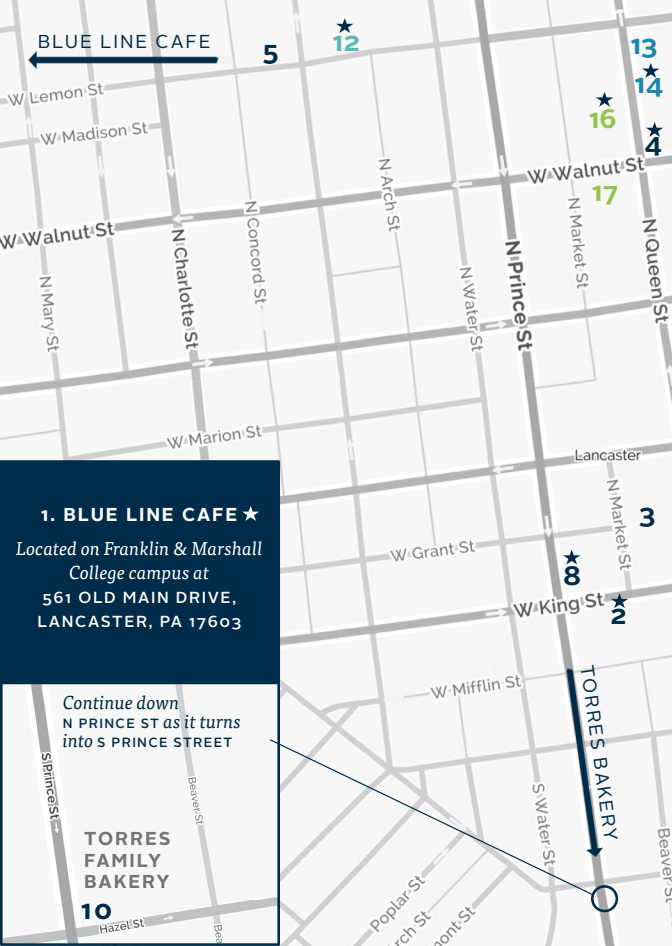 BLUE LINE CAFE
5
12
13
14
16
4
17
W Lemon St
W Madison St
W Walnut St
W Walnut St
N Mary St
N Charlotte St
N Concord St
N Arch St
N Water St
N Prince St
N Market St
N Queen St
W Marion St
Lancaster
N Market St
3
W Grant St
8
W King St
2
1. BLUE LINE CAFE ★
Located on Franklin & Marshall
College campus at
561 OLD MAIN DRIVE,
LANCASTER, PA 17603
W Mifflin St
TORRES BAKERY
S Water St
Beaver
Poplar St
rch St
mont St
Continue down
N PRINCE ST as it turns
into S PRINCE STREET
S Prince St
Beaver St
TORRES
FAMILY
BAKERY
10
Hazel St
Bea